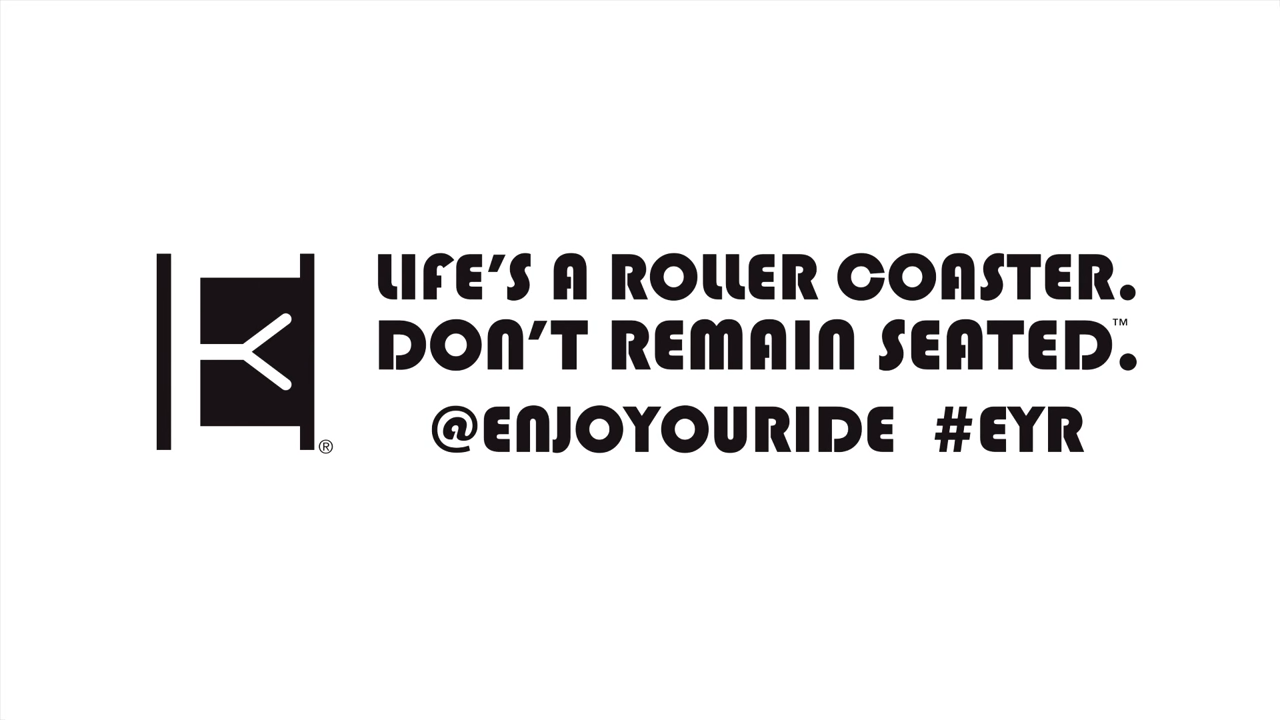 LIFE'S A ROLLER COASTER.
DON'T REMAIN SEATED.™
@ENJOYOURIDE #EYR
®